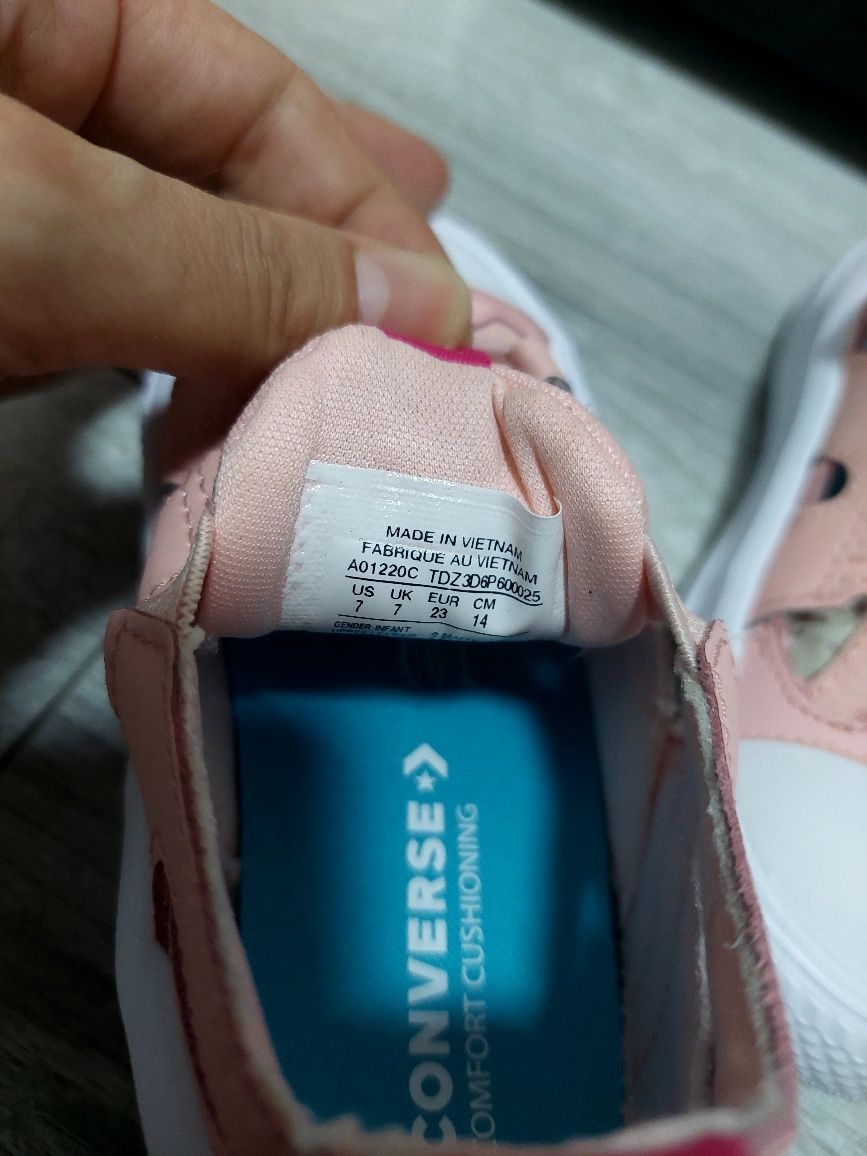 MADE IN VIETNAM
FABRIQUE AU VIETNAM
A01220C TDZ3D6P600025
US UK EUR CM
7 7 23 14
GENDER: INFANT
CONVERSE
COMFORT CUSHIONING